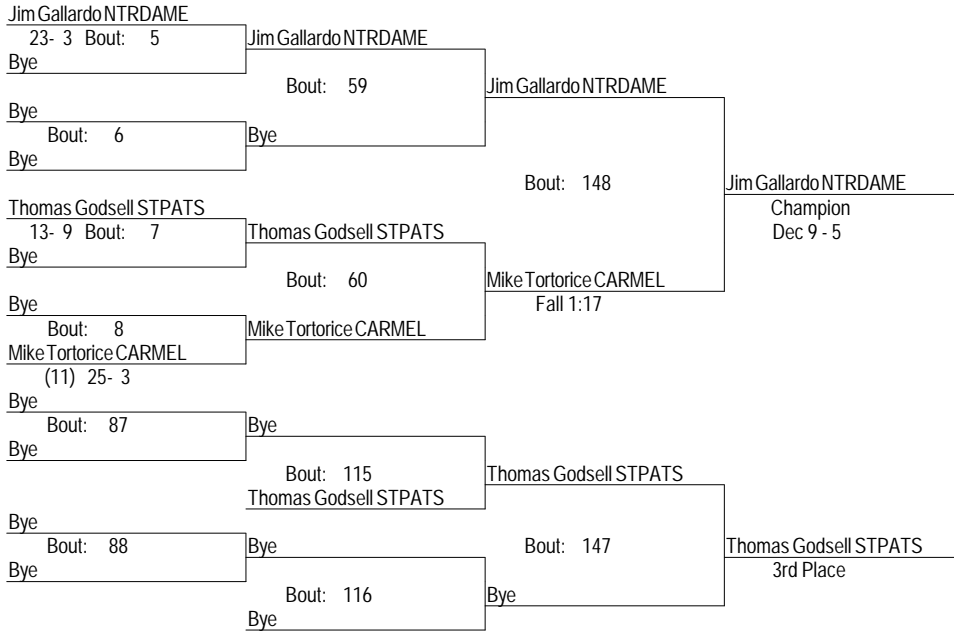 Jim Gallardo NTRDAME
23- 3 Bout: 5
Jim Gallardo NTRDAME
Bye
Bout: 59
Jim Gallardo NTRDAME
Bye
Bout: 6
Bye
Bye
Bout: 148
Jim Gallardo NTRDAME
Thomas Godsell STPATS
Champion
13- 9 Bout: 7
Thomas Godsell STPATS
Dec 9 - 5
Bye
Bout: 60
Mike Tortorice CARMEL
Bye
Fall 1:17
Bout: 8
Mike Tortorice CARMEL
Mike Tortorice CARMEL
(11) 25- 3
Bye
Bout: 87
Bye
Bye
Bout: 115
Thomas Godsell STPATS
Thomas Godsell STPATS
Bye
Bout: 88
Bye
Bout: 147
Thomas Godsell STPATS
Bye
3rd Place
Bout: 116
Bye
Bye